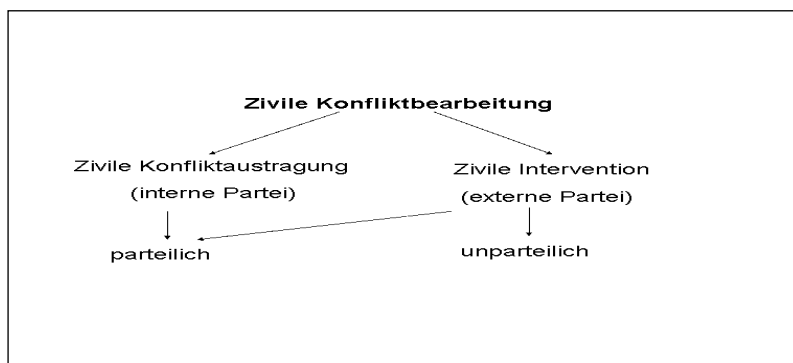 Zivile Konfliktbearbeitung
Zivile Konfliktaustragung
(interne Partei)
Zivile Intervention
(externe Partei)
parteilich
unparteilich